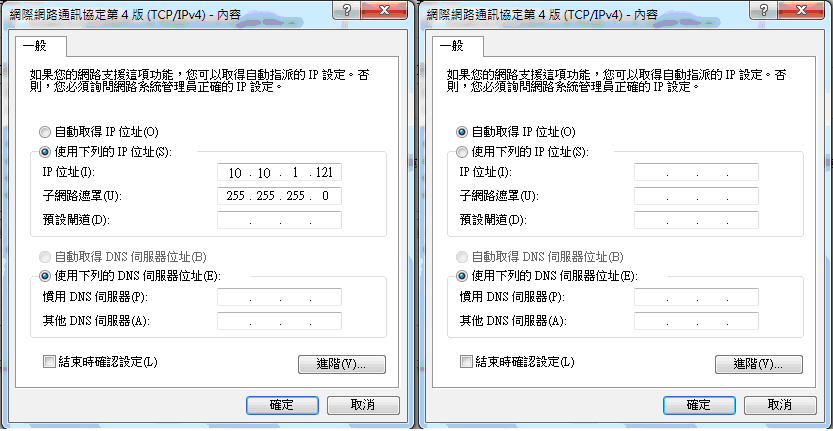 網際網路通訊協定第 4 版 (TCP/IPv4) - 內容
一般
如果您的網路支援這項功能，您可以取得自動指派的 IP 設定。否
則，您必須詢問網路系統管理員正確的 IP 設定。
自動取得 IP 位址(O)
使用下列的 IP 位址(S):
IP 位址(I):
10 . 10 . 1 . 121
子網路遮罩(U):
255 . 255 . 255 . 0
預設閘道(D):
. . .
自動取得 DNS 伺服器位址(B)
使用下列的 DNS 伺服器位址(E):
慣用 DNS 伺服器(P):
. . .
其他 DNS 伺服器(A):
. . .
結束時確認設定(L)
進階(V)...
確定
取消
網際網路通訊協定第 4 版 (TCP/IPv4) - 內容
一般
如果您的網路支援這項功能，您可以取得自動指派的 IP 設定。否
則，您必須詢問網路系統管理員正確的 IP 設定。
自動取得 IP 位址(O)
使用下列的 IP 位址(S):
IP 位址(I):
. . .
子網路遮罩(U):
. . .
預設閘道(D):
. . .
自動取得 DNS 伺服器位址(B)
使用下列的 DNS 伺服器位址(E):
慣用 DNS 伺服器(P):
. . .
其他 DNS 伺服器(A):
. . .
結束時確認設定(L)
進階(V)...
確定
取消